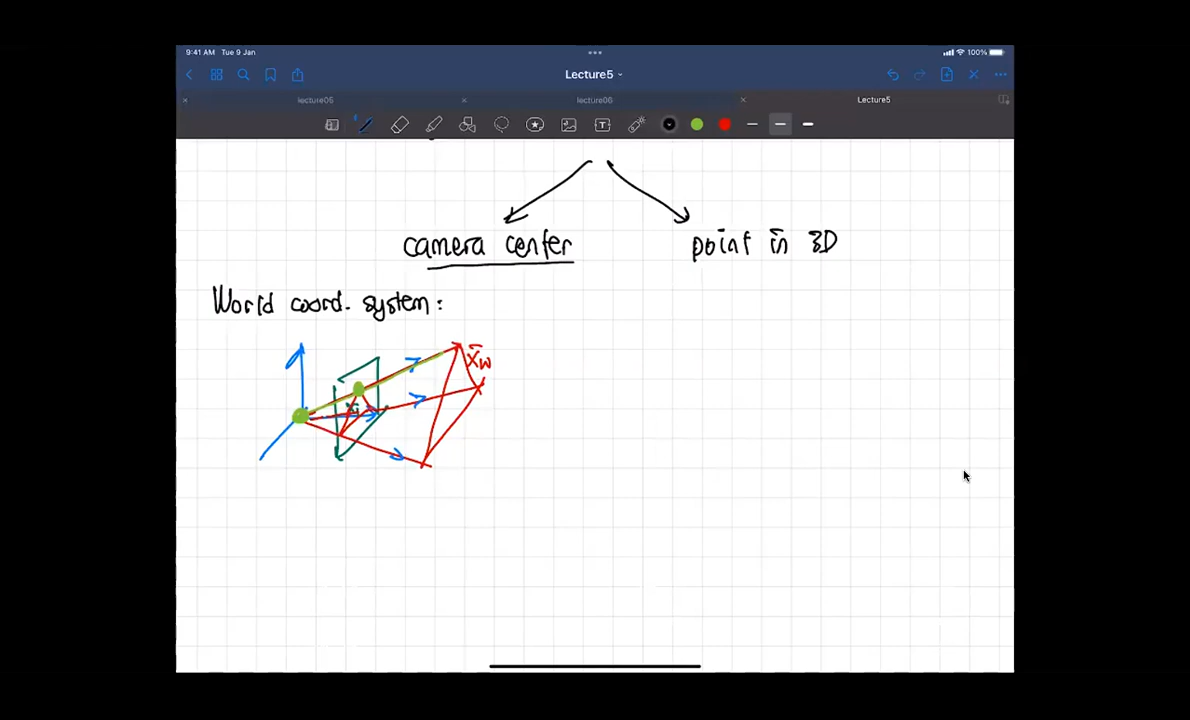 9:41 AM Tue 9 Jan
100%
Lecture5
lecture05
lecture06
Lecture5
camera center
point in 3D
World coord. system:
X̄w